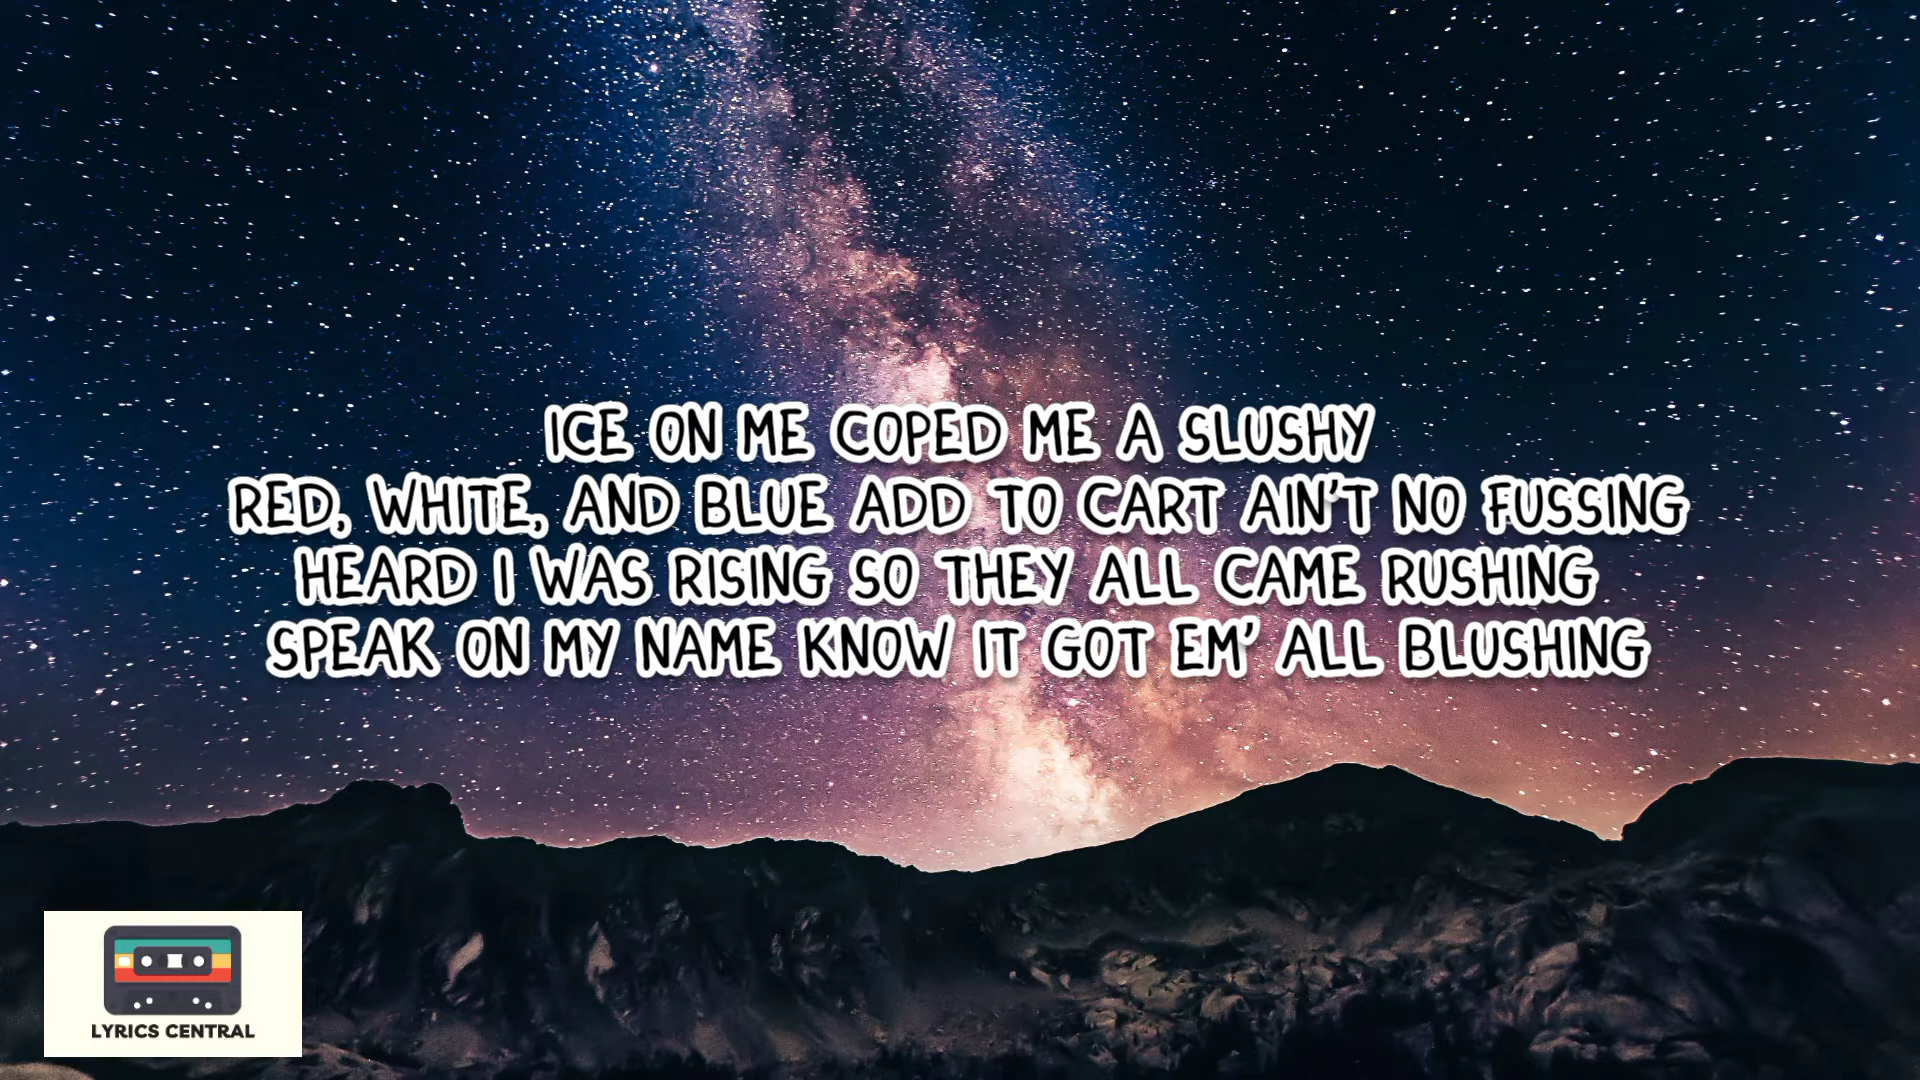 ICE ON ME COPED ME A SLUSHY
RED, WHITE, AND BLUE ADD TO CART AIN'T NO FUSSING
HEARD I WAS RISING SO THEY ALL CAME RUSHING
SPEAK ON MY NAME KNOW IT GOT EM' ALL BLUSHING
LYRICS CENTRAL